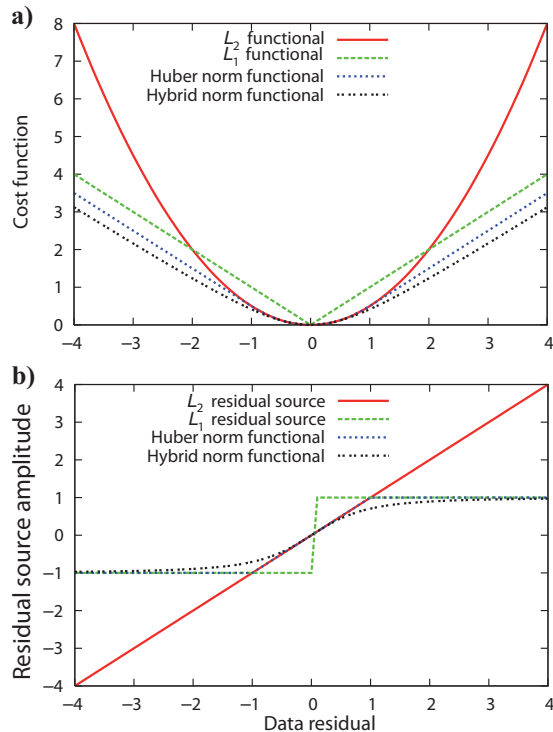 a)
8
7
6
5
4
3
2
1
0
Cost function
L₂ functional
L₁ functional
Huber norm functional
Hybrid norm functional
−4 −3 −2 −1 0 1 2 3 4
b)
4
3
2
1
0
−1
−2
−3
−4
Residual source amplitude
L₂ residual source
L₁ residual source
Huber norm functional
Hybrid norm functional
−4 −3 −2 −1 0 1 2 3 4
Data residual